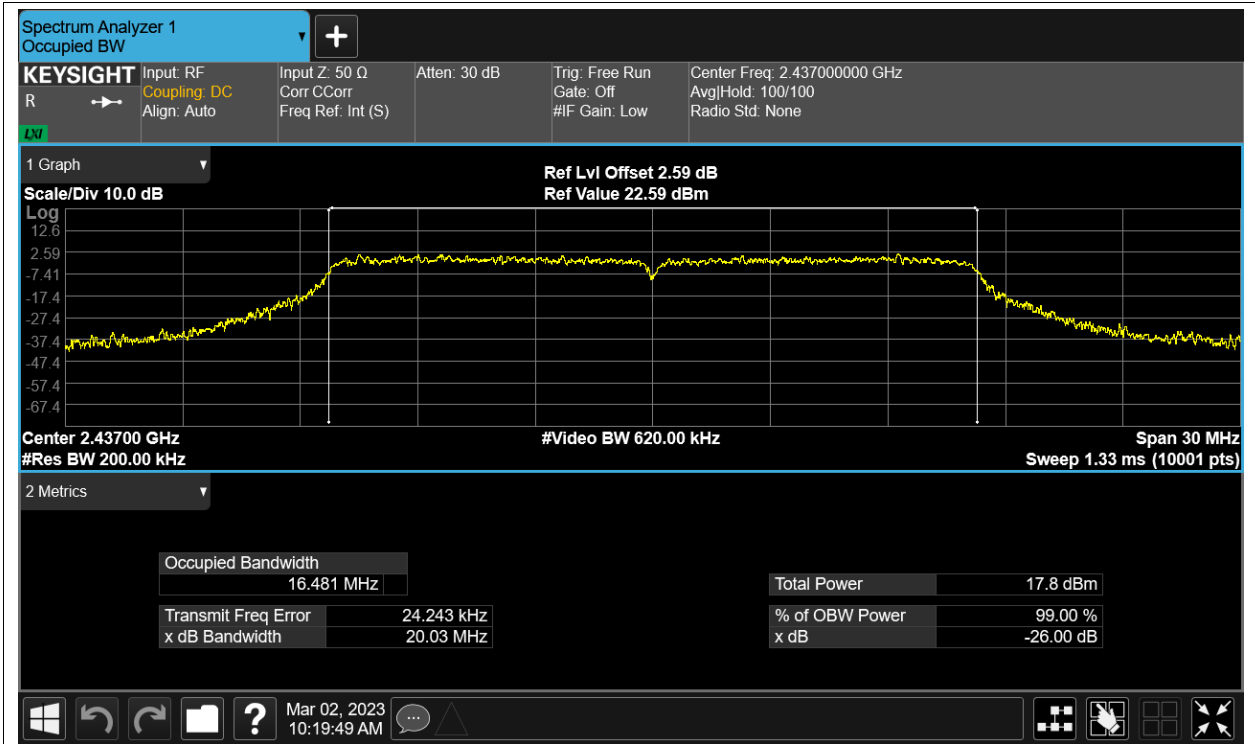 Spectrum Analyzer 1
Occupied BW
KEYSIGHT
R
LXI
Input: RF
Coupling: DC
Align: Auto
Input Z: 50 Ω
Corr CCorr
Freq Ref: Int (S)
Atten: 30 dB
Trig: Free Run
Gate: Off
#IF Gain: Low
Center Freq: 2.437000000 GHz
Avg|Hold: 100/100
Radio Std: None
1 Graph
Scale/Div 10.0 dB
Ref Lvl Offset 2.59 dB
Ref Value 22.59 dBm
Log
12.6
2.59
-7.41
-17.4
-27.4
-37.4
-47.4
-57.4
-67.4
Center 2.43700 GHz
#Res BW 200.00 kHz
#Video BW 620.00 kHz
Span 30 MHz
Sweep 1.33 ms (10001 pts)
2 Metrics
Occupied Bandwidth
16.481 MHz
Transmit Freq Error 24.243 kHz
x dB Bandwidth 20.03 MHz
Total Power 17.8 dBm
% of OBW Power 99.00 %
x dB -26.00 dB
?
Mar 02, 2023
10:19:49 AM